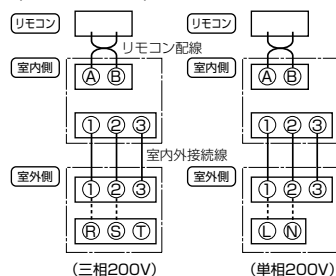 リモコン リモコン
Ⓐ Ⓑ Ⓐ Ⓑ
リモコン配線
室内側 室内側
① ② ③ ① ② ③
室内外接続線
室外側 室外側
① ② ③ ① ② ③
Ⓡ Ⓢ Ⓣ Ⓛ Ⓝ
(三相200V) (単相200V)